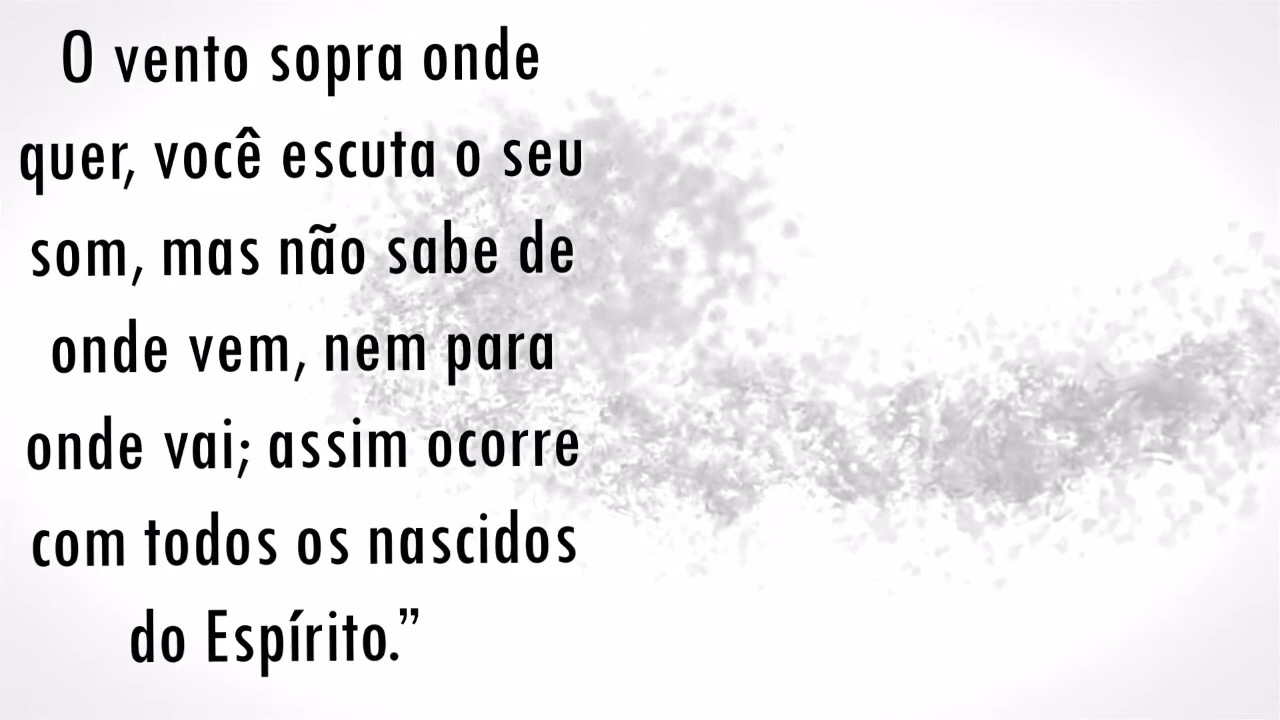 O vento sopra onde
quer, você escuta o seu
som, mas não sabe de
onde vem, nem para
onde vai; assim ocorre
com todos os nascidos
do Espírito.”